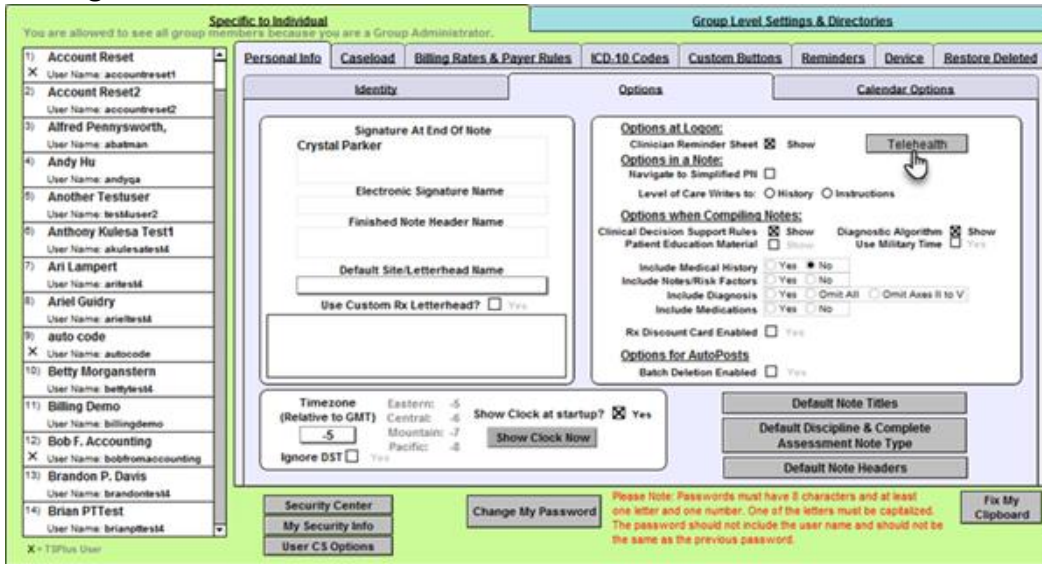 Specific to Individual
Group Level Settings & Directories
You are allowed to see all group members because you are a Group Administrator.
1) Account Reset
X User Name: accountreset1
2) Account Reset2
User Name: accountreset2
3) Alfred Pennysworth,
User Name: abatman
4) Andy Hu
User Name: andyqa
5) Another Testuser
User Name: test4user2
6) Anthony Kulesa Test1
User Name: akulesatest4
7) Ari Lampert
User Name: aritest4
8) Ariel Guidry
User Name: arieltest4
9) auto code
X User Name: autocode
10) Betty Morganstern
User Name: bettytest4
11) Billing Demo
User Name: billingdemo
12) Bob F. Accounting
X User Name: bobfromaccounting
13) Brandon P. Davis
User Name: brandontest4
14) Brian PTTest
User Name: brianpttest4
X = TSPlus User
Personal Info Caseload Billing Rates & Payer Rules ICD-10 Codes Custom Buttons Reminders Device Restore Deleted
Identity Options Calendar Options
Signature At End Of Note
Crystal Parker
Electronic Signature Name
Finished Note Header Name
Default Site/Letterhead Name
Use Custom Rx Letterhead? Yes
Options at Logon:
Clinician Reminder Sheet Show
Telehealth
Options in a Note:
Navigate to Simplified PN
Level of Care Writes to: History Instructions
Options when Compiling Notes:
Clinical Decision Support Rules Show Diagnostic Algorithm Show
Patient Education Material Show Use Military Time Yes
Include Medical History Yes No
Include Notes/Risk Factors Yes No
Include Diagnosis Yes Omit All Omit Axes II to V
Include Medications Yes No
Rx Discount Card Enabled Yes
Options for AutoPosts
Batch Deletion Enabled Yes
Timezone
(Relative to GMT)
-5
Ignore DST Yes
Eastern: -5
Central: -6
Mountain: -7
Pacific: -8
Show Clock at startup? Yes
Show Clock Now
Default Note Titles
Default Discipline & Complete
Assessment Note Type
Default Note Headers
Security Center
My Security Info
User CS Options
Change My Password
Please Note: Passwords must have 8 characters and at least
one letter and one number. One of the letters must be capitalized.
The password should not include the user name and should not be
the same as the previous password.
Fix My
Clipboard